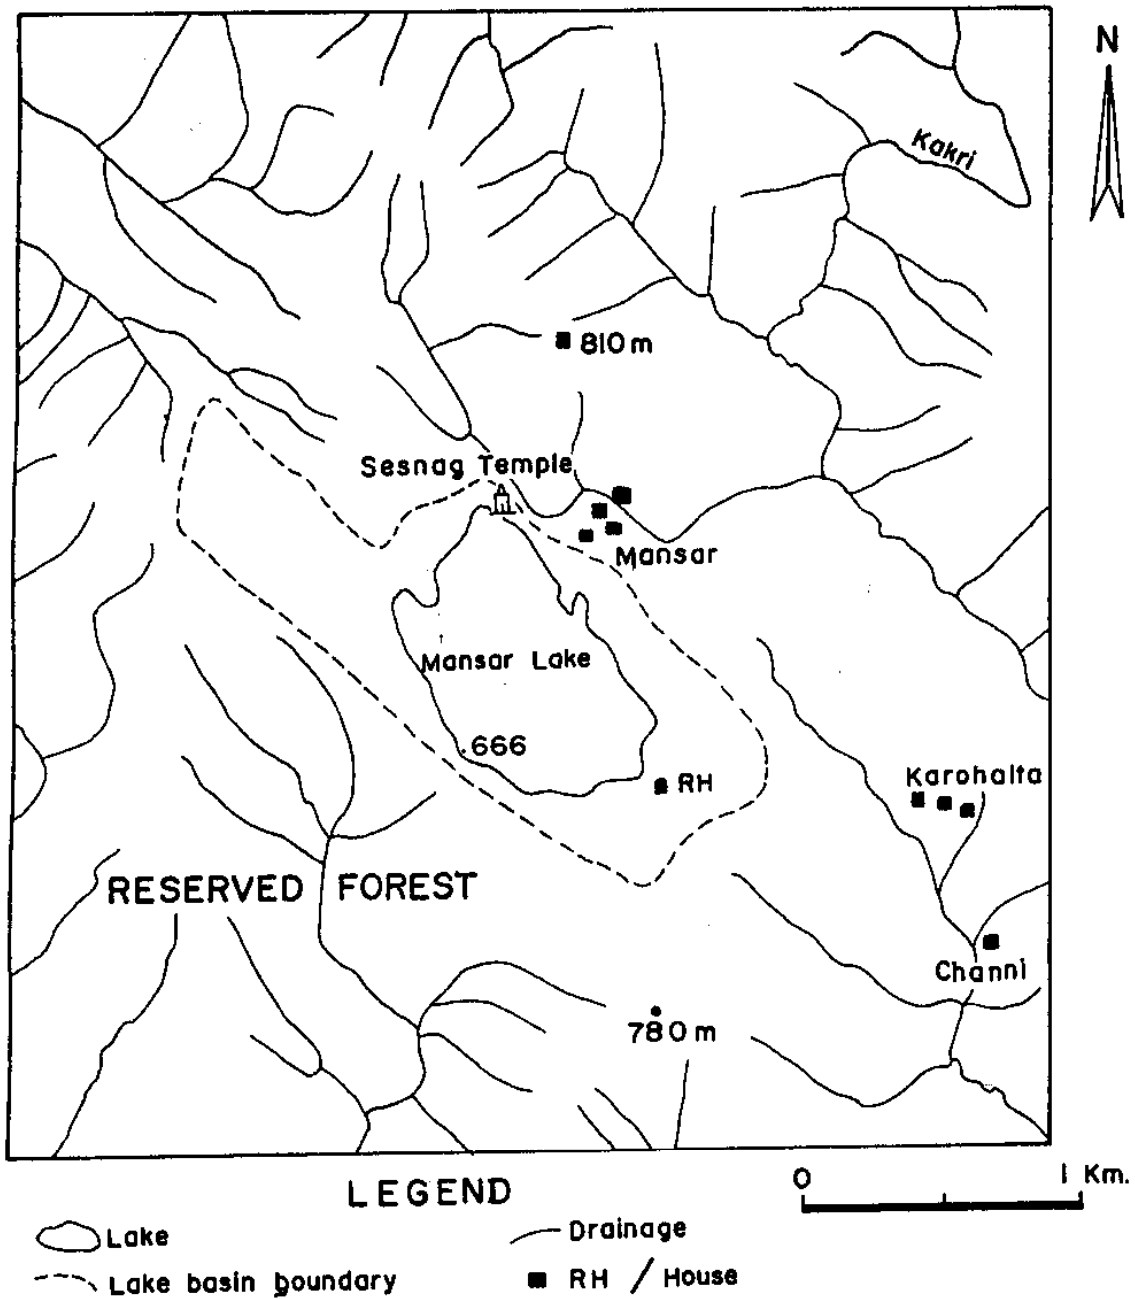 N
Kakri
810m
Sesnag Temple
Mansar
Mansar Lake
.666
RH
Karohalta
RESERVED FOREST
Channi
780m
LEGEND
0 1 Km.
Lake
Drainage
Lake basin boundary
RH / House